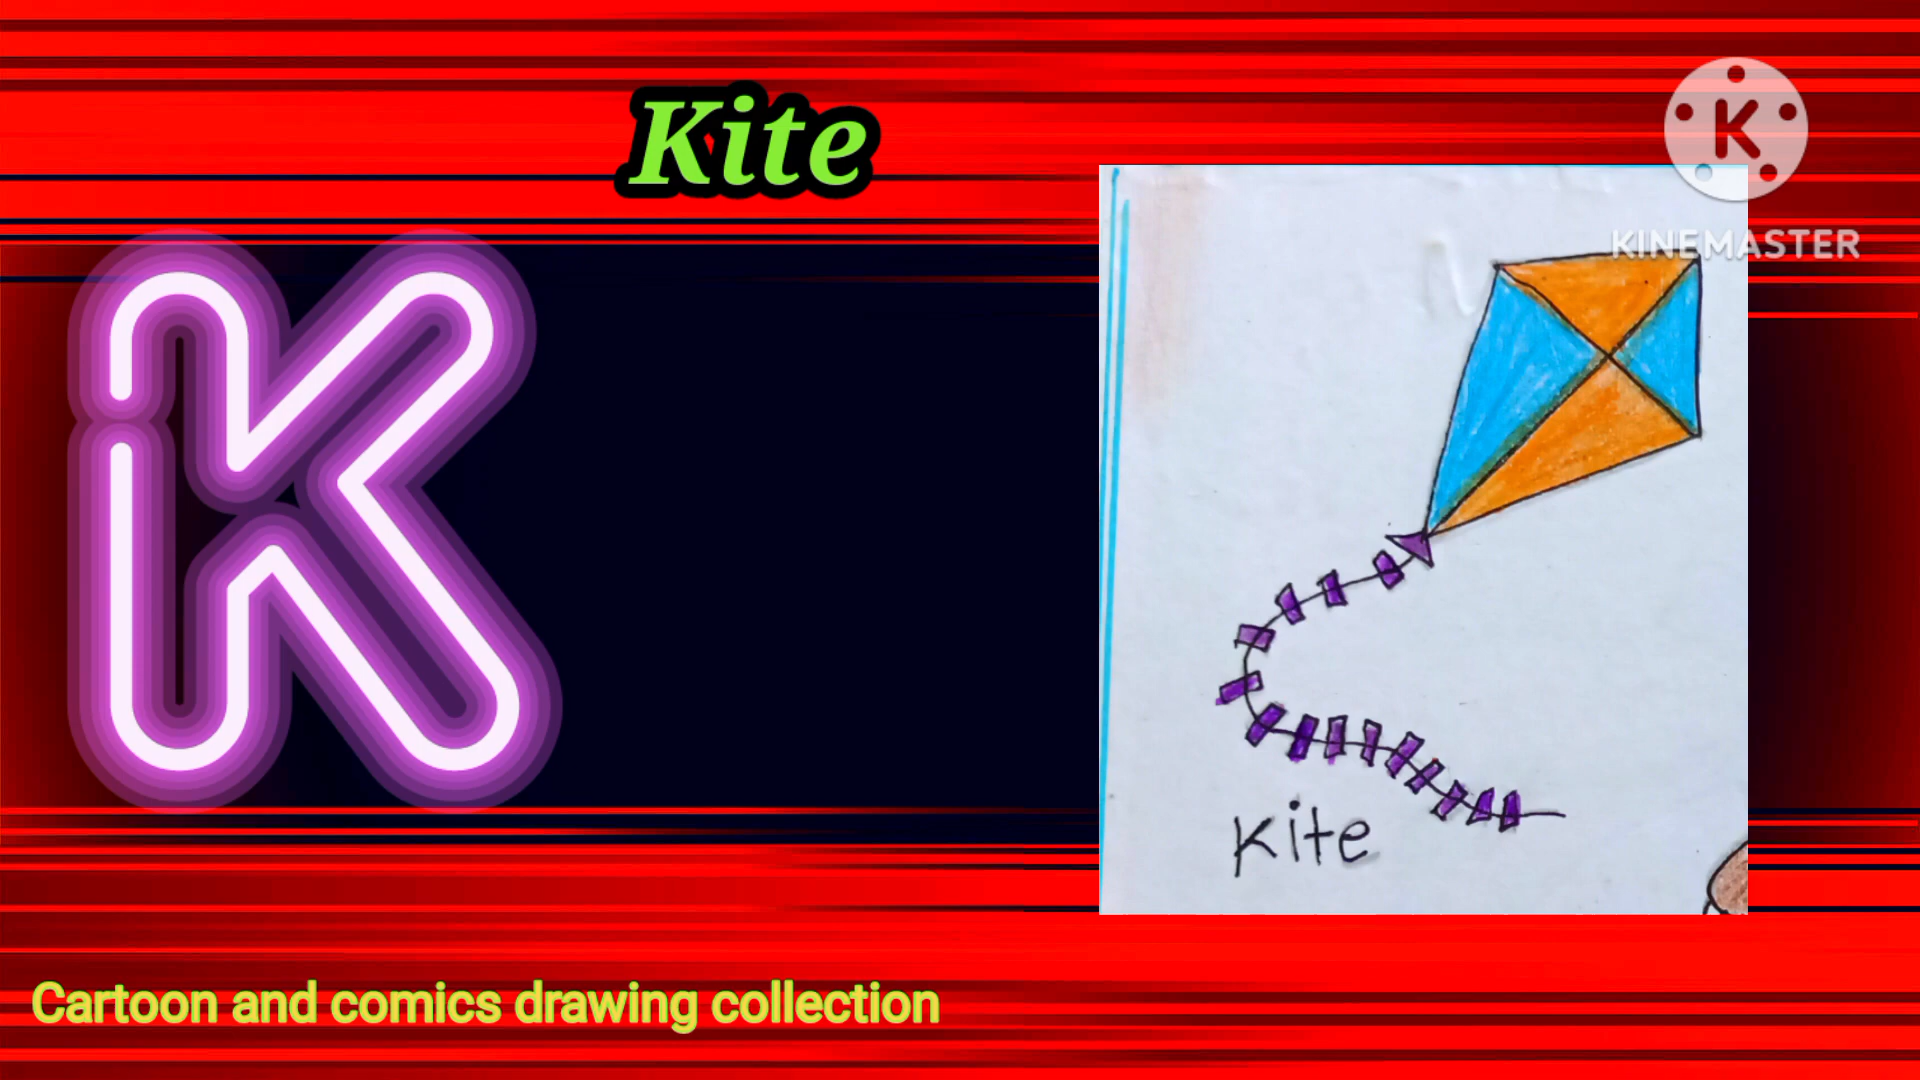 Kite
K
KINEMASTER
K
Kite
Cartoon and comics drawing collection